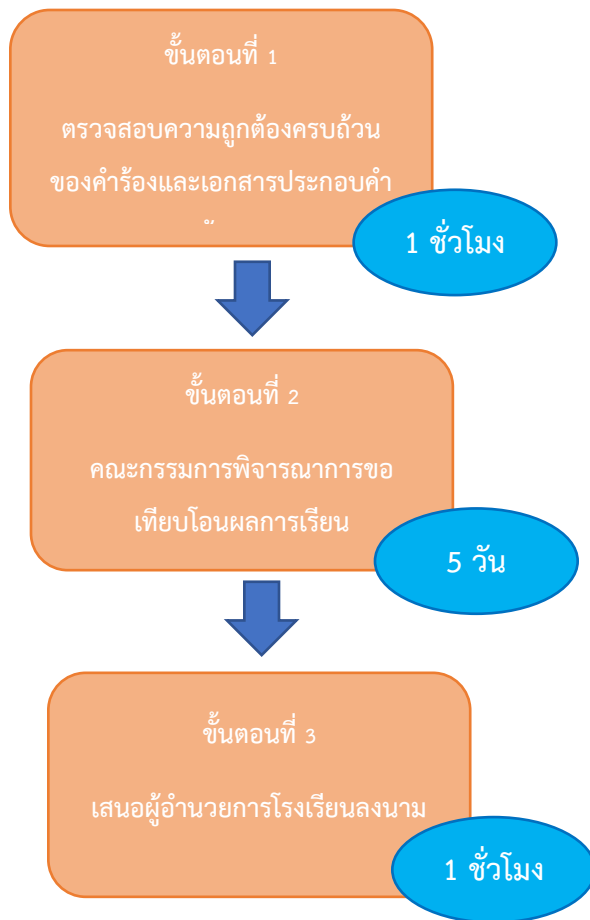 ขั้นตอนที่ 1
ตรวจสอบความถูกต้องครบถ้วน
ของคำร้องและเอกสารประกอบคำ
1 ชั่วโมง
ขั้นตอนที่ 2
คณะกรรมการพิจารณาการขอ
เทียบโอนผลการเรียน
5 วัน
ขั้นตอนที่ 3
เสนอผู้อำนวยการโรงเรียนลงนาม
1 ชั่วโมง